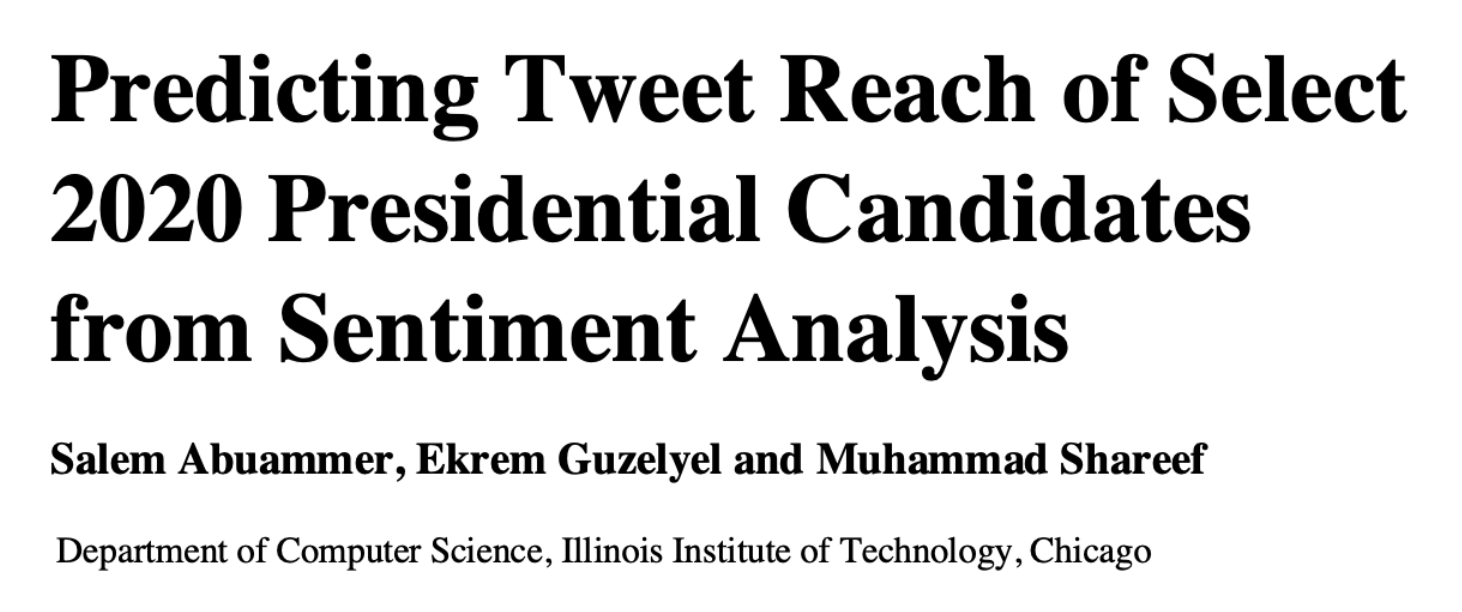 Predicting Tweet Reach of Select
2020 Presidential Candidates
from Sentiment Analysis
Salem Abuammer, Ekrem Guzelyel and Muhammad Shareef
Department of Computer Science, Illinois Institute of Technology, Chicago